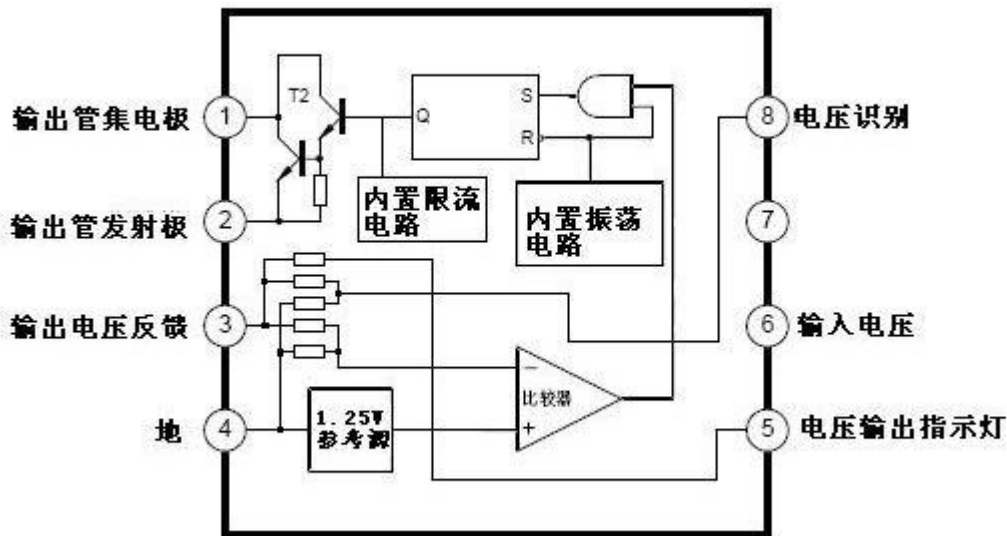 T2
Q
S
R
输出管集电极
1
8
电压识别
内置限流
电路
内置振荡
电路
输出管发射极
2
7
输出电压反馈
3
6
输入电压
-
比较器
+
地
4
1.25V
参考源
5
电压输出指示灯